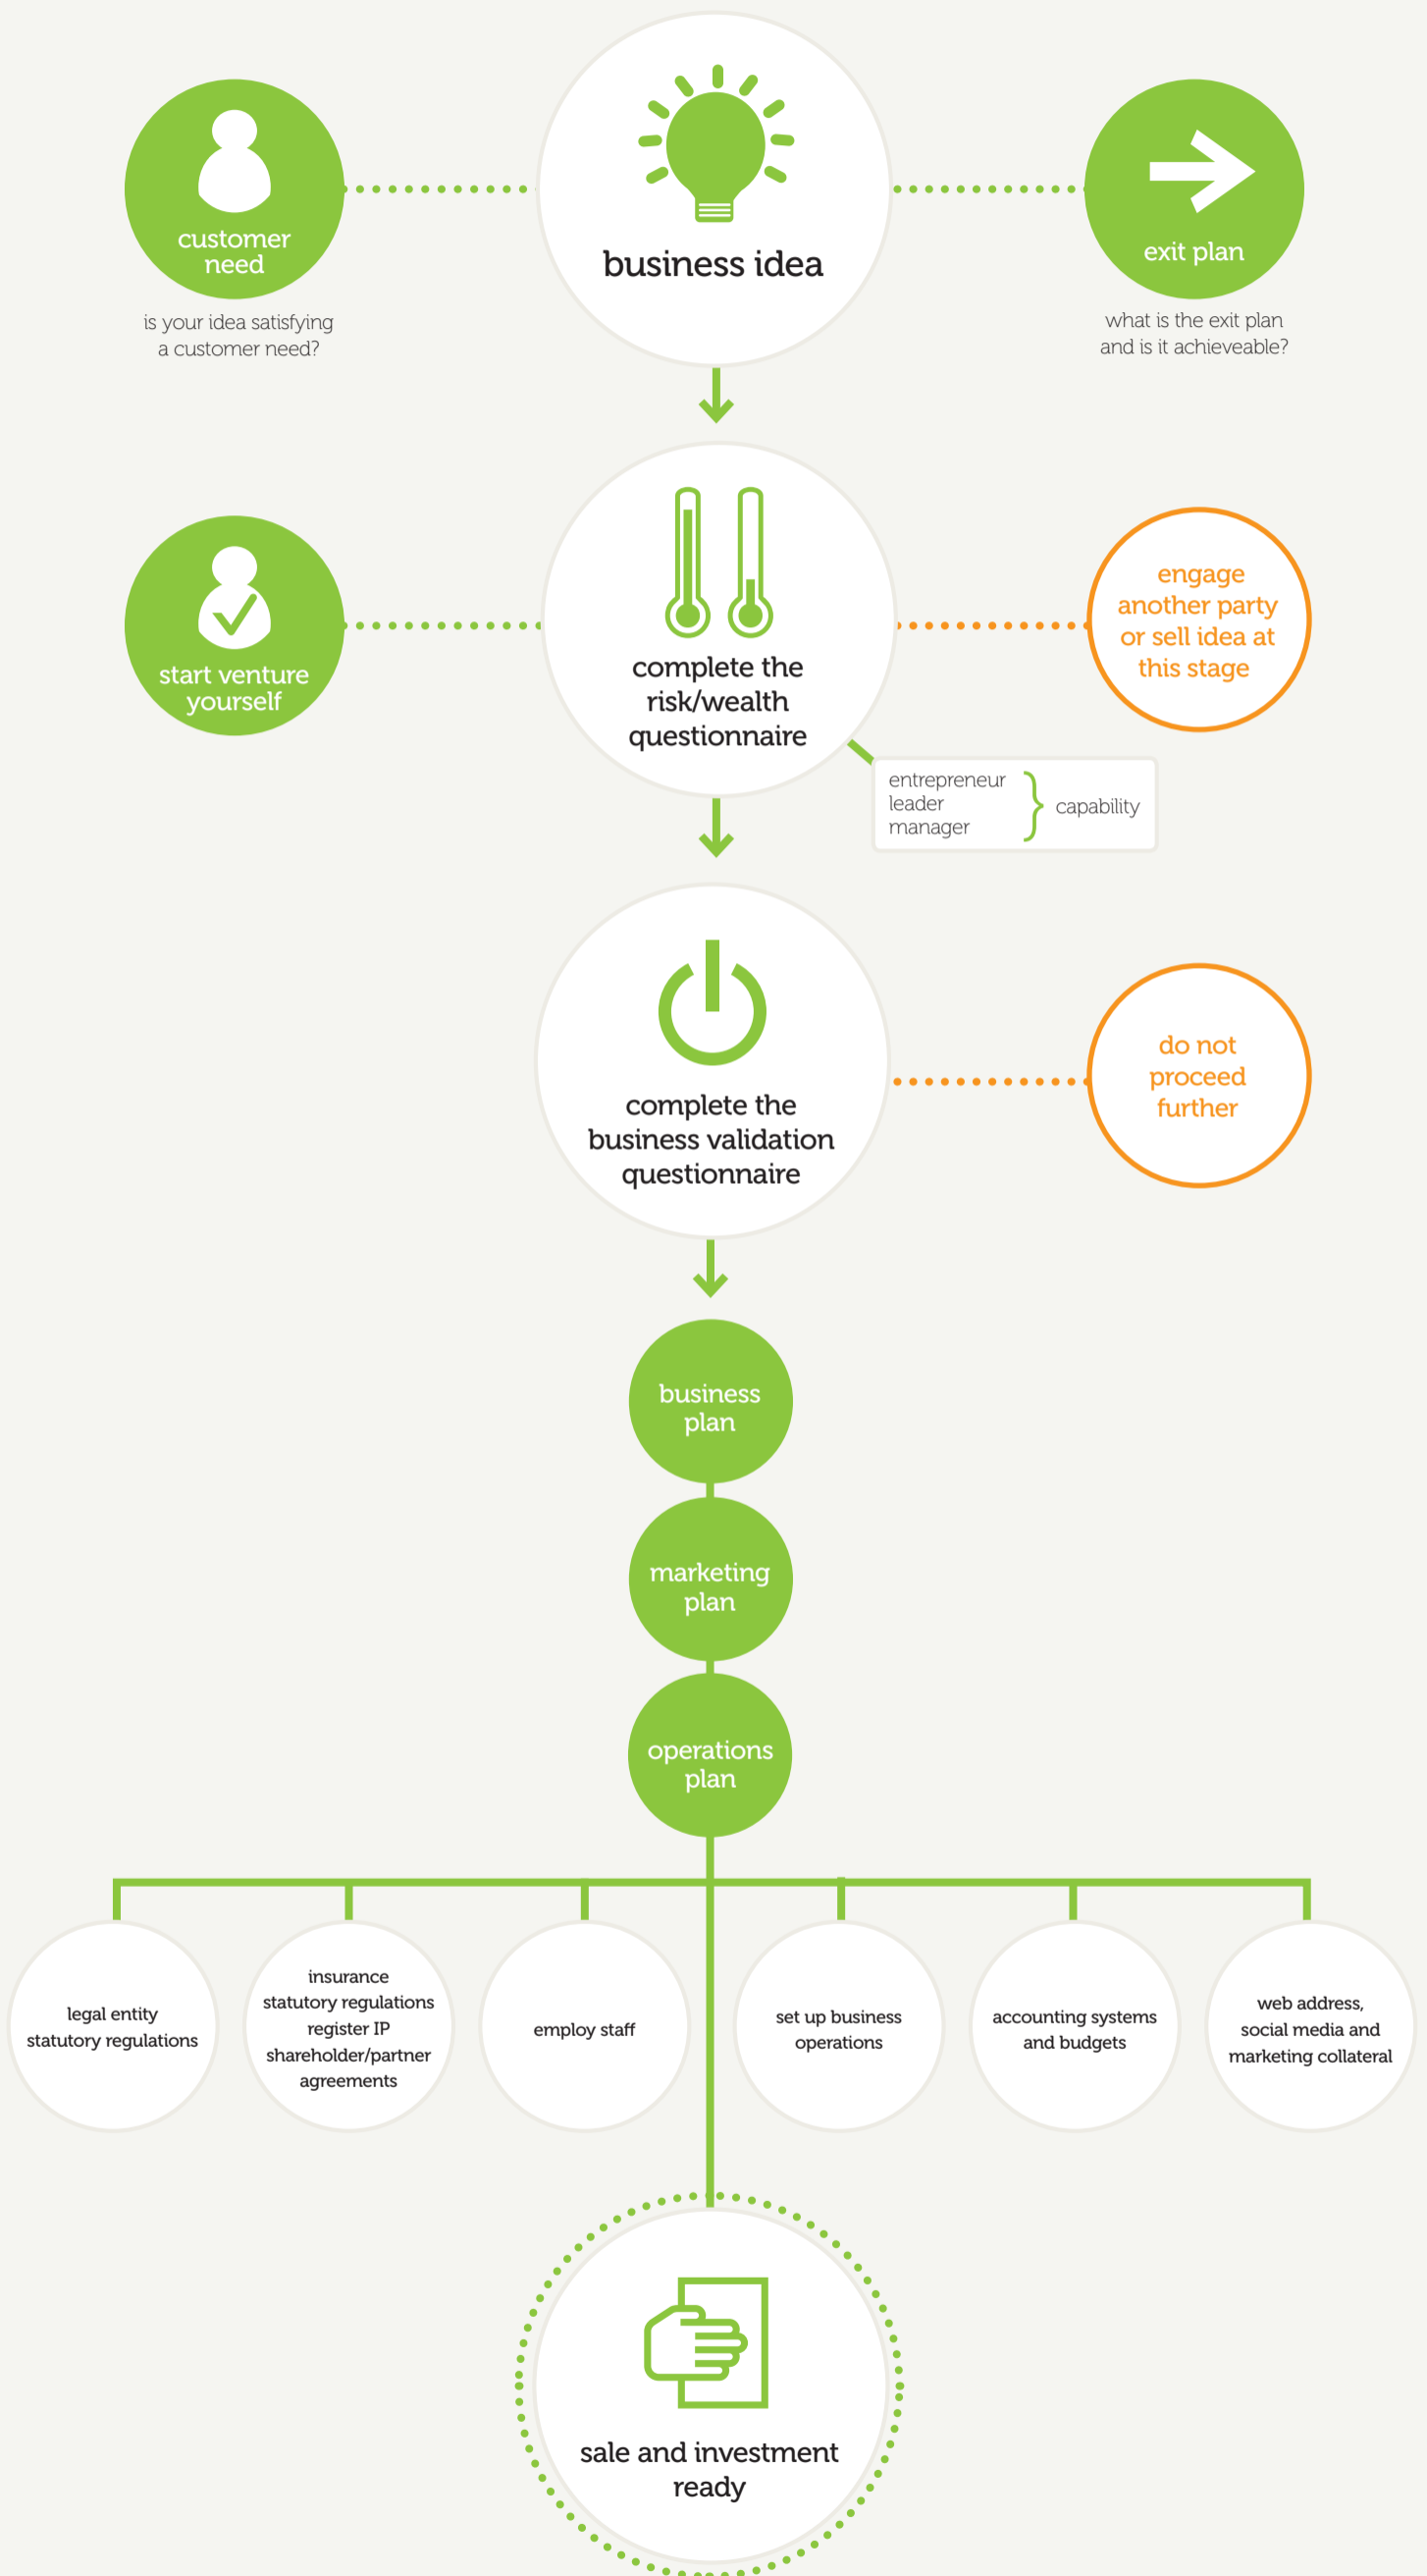 customer
need
is your idea satisfying
a customer need?
business idea
exit plan
what is the exit plan
and is it achieveable?
start venture
yourself
complete the
risk/wealth
questionnaire
engage
another party
or sell idea at
this stage
entrepreneur
leader
manager
capability
complete the
business validation
questionnaire
do not
proceed
further
business
plan
marketing
plan
operations
plan
legal entity
statutory regulations
insurance
statutory regulations
register IP
shareholder/partner
agreements
employ staff
set up business
operations
accounting systems
and budgets
web address,
social media and
marketing collateral
sale and investment
ready